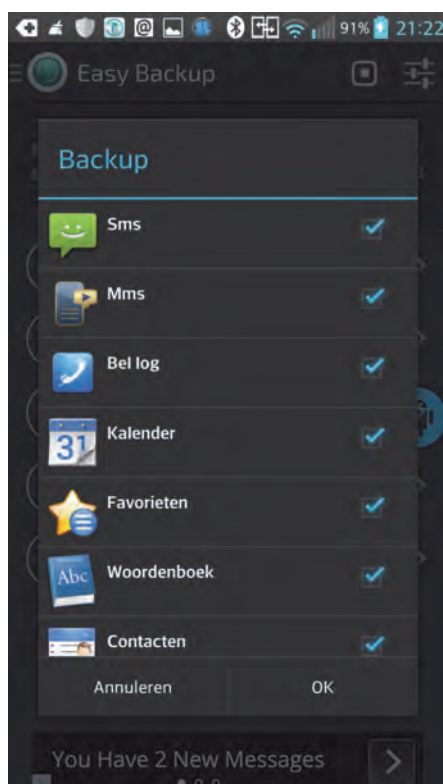 91% 21:22
Easy Backup
Backup
Sms
Mms
Bel log
31 Kalender
Favorieten
Abc Woordenboek
Contacten
Annuleren OK
You Have 2 New Messages